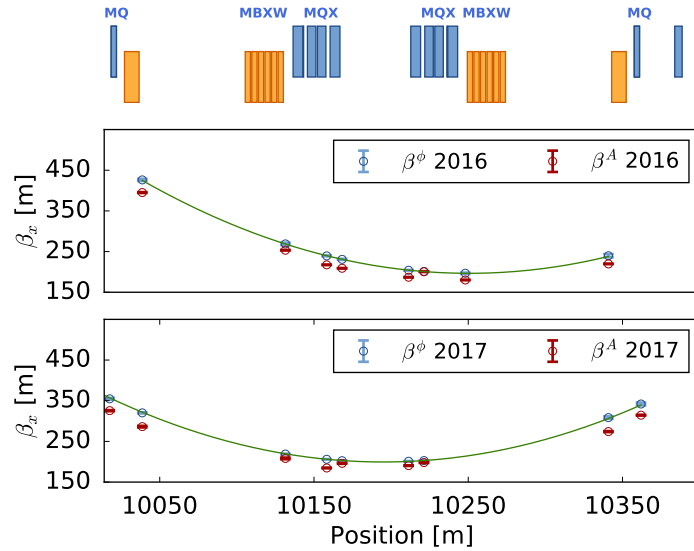 MQ MBXW MQX MQX MBXW MQ
β^ϕ 2016 β^A 2016
450
350
250
150
β_x [m]
β^ϕ 2017 β^A 2017
450
350
250
150
β_x [m]
10050 10150 10250 10350
Position [m]